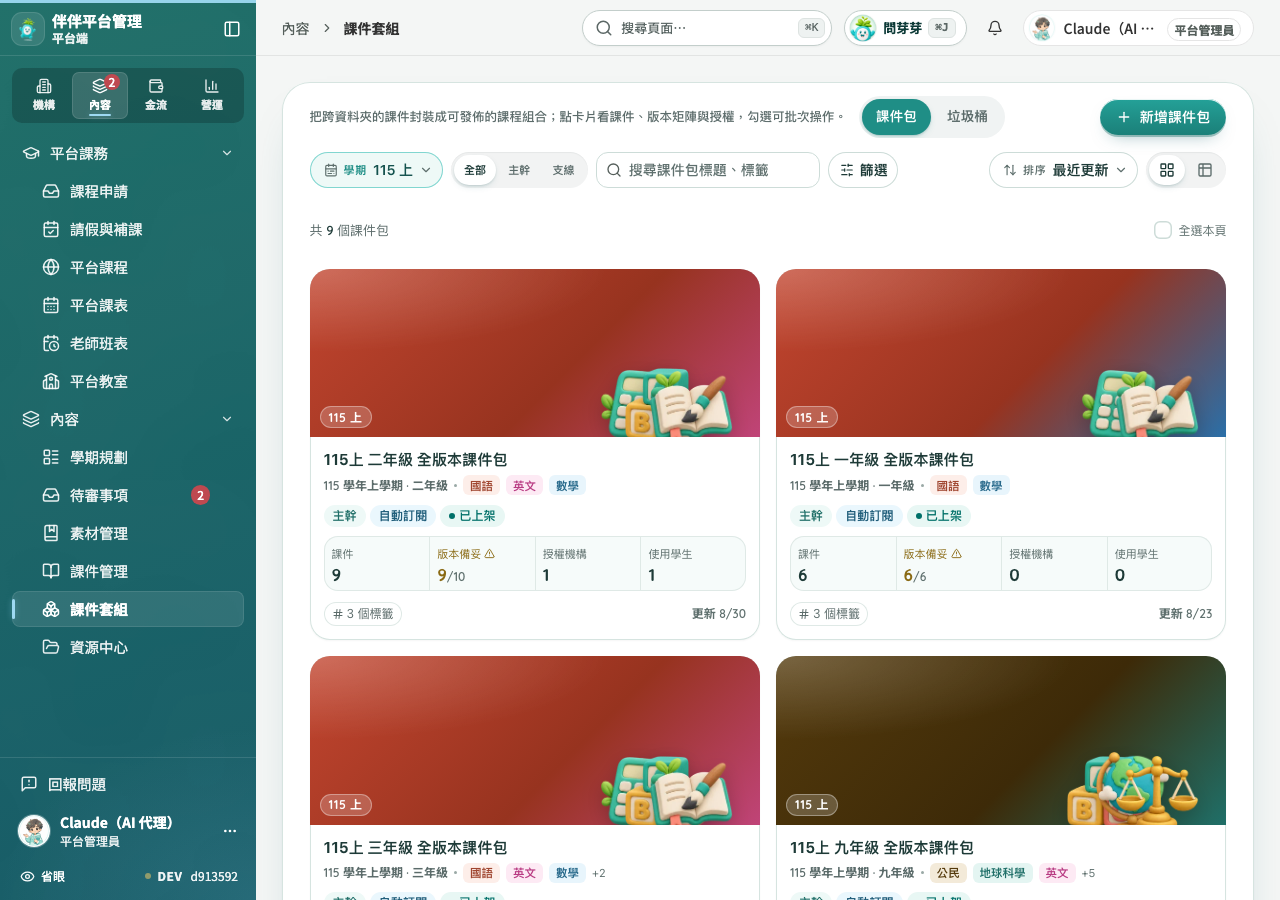 伴伴平台管理
平台端
機構
內容
2
金流
營運
平台課務
課程申請
請假與補課
平台課程
平台課表
老師班表
平台教室
內容
學期規劃
待審事項
2
素材管理
課件管理
課件套組
資源中心
回報問題
Claude（AI 代理）
平台管理員
省眼
DEV d913592
內容 > 課件套組
搜尋頁面… ⌘K
問芽芽 ⌘J
Claude（AI … 平台管理員
把跨資料夾的課件封裝成可發佈的課程組合；點卡片看課件、版本矩陣與授權，勾選可批次操作。
課件包 垃圾桶
+ 新增課件包
學期 115 上
全部 主幹 支線
搜尋課件包標題、標籤
篩選
排序 最近更新
共 9 個課件包
全選本頁
115 上
115上 二年級 全版本課件包
115 學年上學期 · 二年級 • 國語 英文 數學
主幹 自動訂閱 • 已上架
課件 版本備妥 授權機構 使用學生
9 9/10 1 1
# 3 個標籤 更新 8/30
115 上
115上 一年級 全版本課件包
115 學年上學期 · 一年級 • 國語 數學
主幹 自動訂閱 • 已上架
課件 版本備妥 授權機構 使用學生
6 6/6 0 0
# 3 個標籤 更新 8/23
115 上
115上 三年級 全版本課件包
115 學年上學期 · 三年級 • 國語 英文 數學 +2
主幹 自動訂閱 • 已上架
115 上
115上 九年級 全版本課件包
115 學年上學期 · 九年級 • 公民 地球科學 英文 +5
主幹 自動訂閱 • 已上架